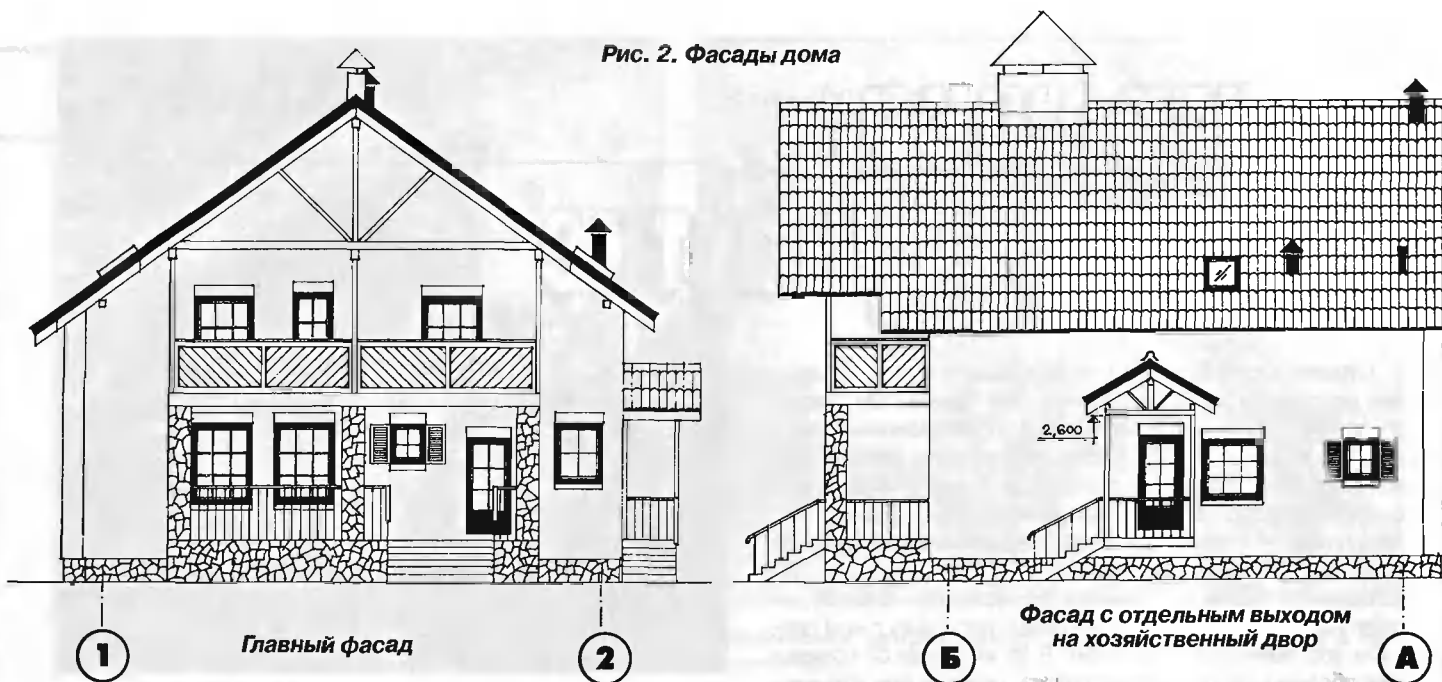 Рис. 2. Фасады дома
2,600
1
Главный фасад
2
Б
Фасад с отдельным выходом
на хозяйственный двор
А